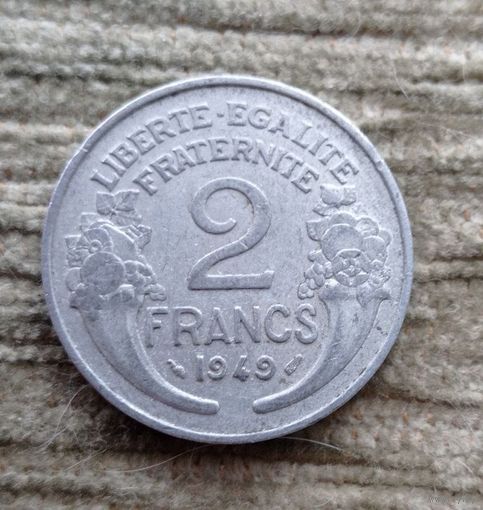 LIBERTE·EGALITE
FRATERNITE
2
FRANCS
1949